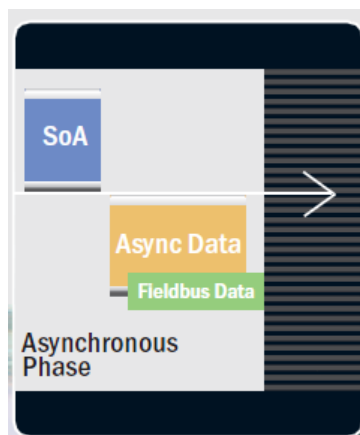 SoA
Async Data
Fieldbus Data
Asynchronous
Phase